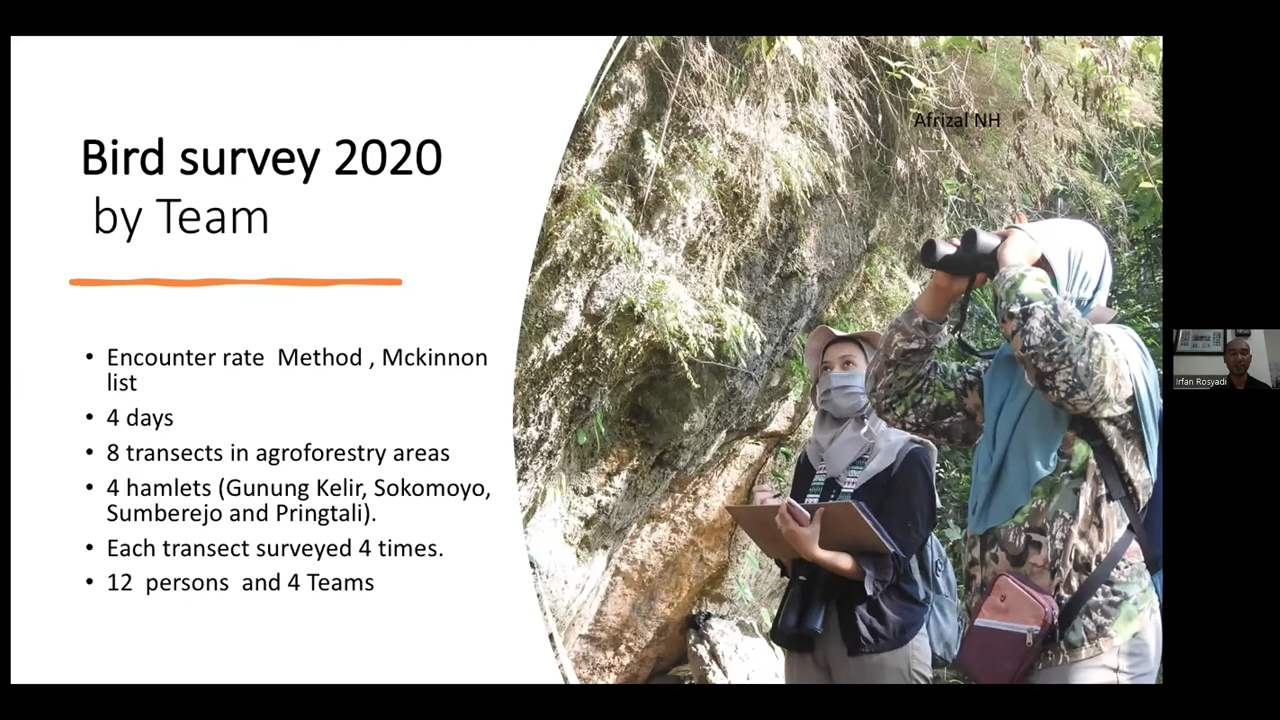 Afrizal NH
Bird survey 2020
by Team
• Encounter rate Method , Mckinnon
list
• 4 days
• 8 transects in agroforestry areas
• 4 hamlets (Gunung Kelir, Sokomoyo,
Sumberejo and Pringtali).
• Each transect surveyed 4 times.
• 12 persons and 4 Teams
Irfan Rosyadi